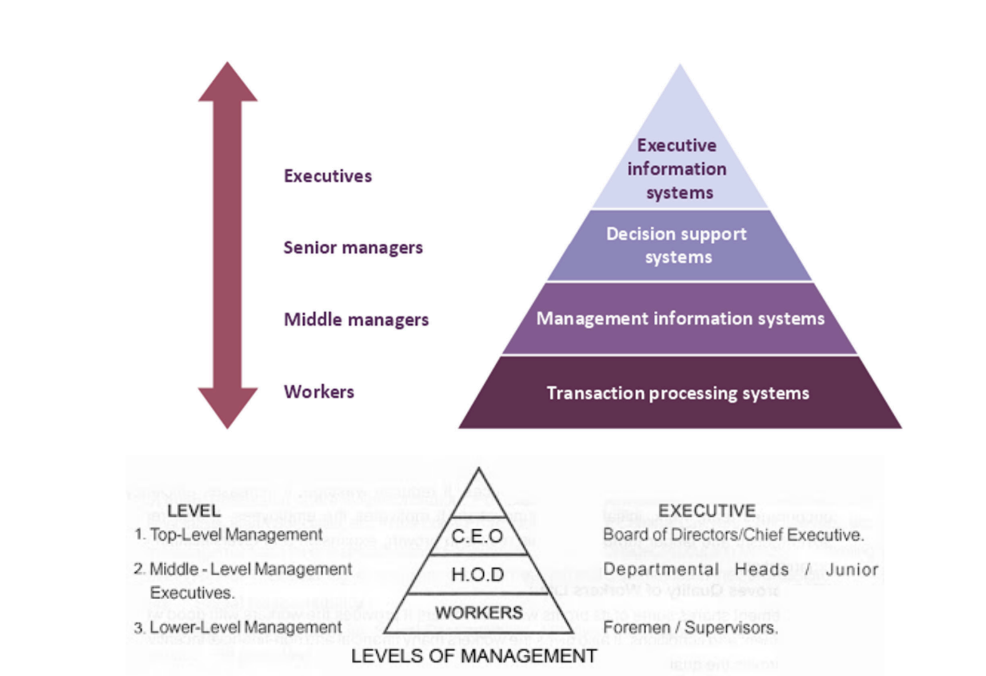 Executives
Senior managers
Middle managers
Workers
Executive
information
systems
Decision support
systems
Management information systems
Transaction processing systems
LEVEL
1. Top-Level Management
2. Middle - Level Management
Executives.
3. Lower-Level Management
C.E.O
H.O.D
WORKERS
EXECUTIVE
Board of Directors/Chief Executive.
Departmental Heads / Junior
Foremen / Supervisors.
LEVELS OF MANAGEMENT